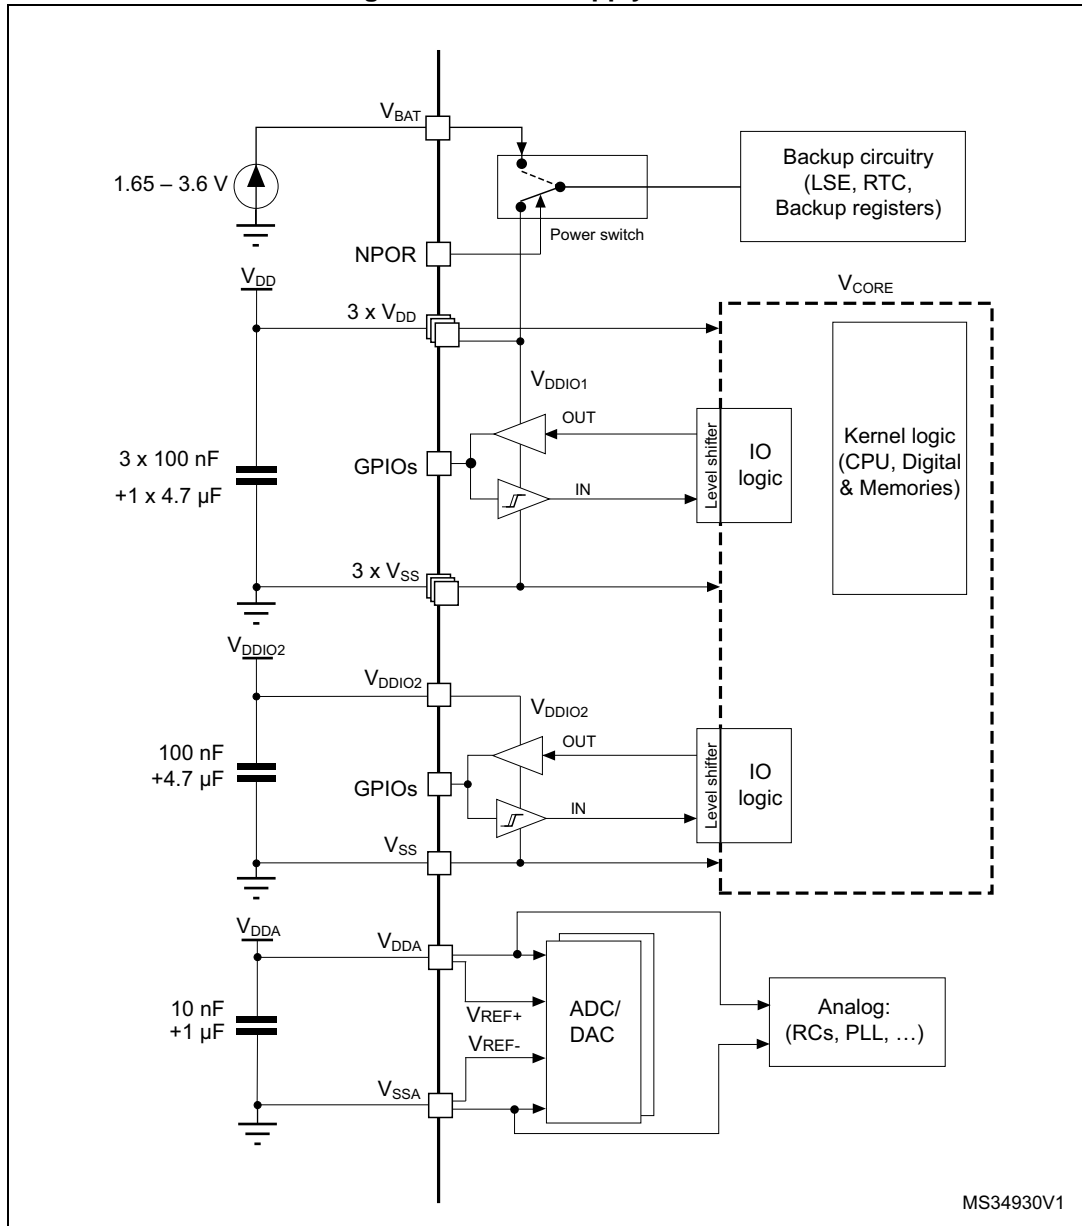 VBAT
1.65 – 3.6 V
Power switch
Backup circuitry
(LSE, RTC,
Backup registers)
NPOR
VDD
3 x VDD
VCORE
VDDIO1
OUT
GPIOs
IN
Level shifter
IO
logic
Kernel logic
(CPU, Digital
& Memories)
3 x 100 nF
+1 x 4.7 µF
3 x VSS
VDDIO2
VDDIO2
VDDIO2
OUT
GPIOs
IN
Level shifter
IO
logic
100 nF
+4.7 µF
VSS
VDDA
VDDA
10 nF
+1 µF
VREF+
VREF-
ADC/
DAC
Analog:
(RCs, PLL, …)
VSSA
MS34930V1